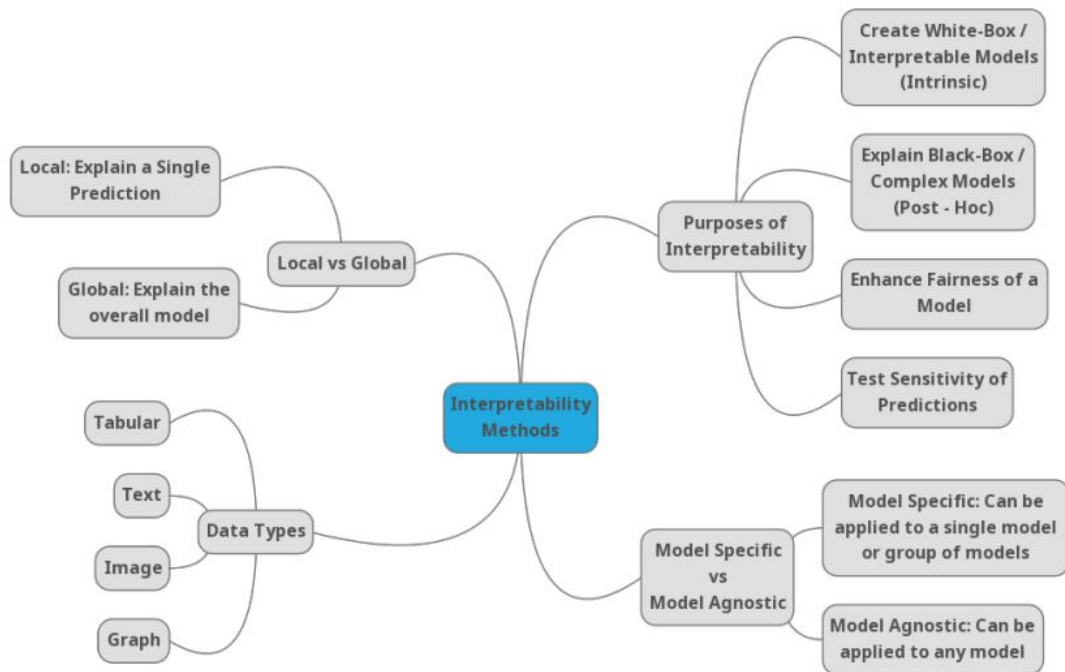 Interpretability
Methods
Purposes of
Interpretability
Create White-Box /
Interpretable Models
(Intrinsic)
Explain Black-Box /
Complex Models
(Post - Hoc)
Enhance Fairness of a
Model
Test Sensitivity of
Predictions
Model Specific
vs
Model Agnostic
Model Specific: Can be
applied to a single model
or group of models
Model Agnostic: Can be
applied to any model
Local vs Global
Local: Explain a Single
Prediction
Global: Explain the
overall model
Data Types
Tabular
Text
Image
Graph